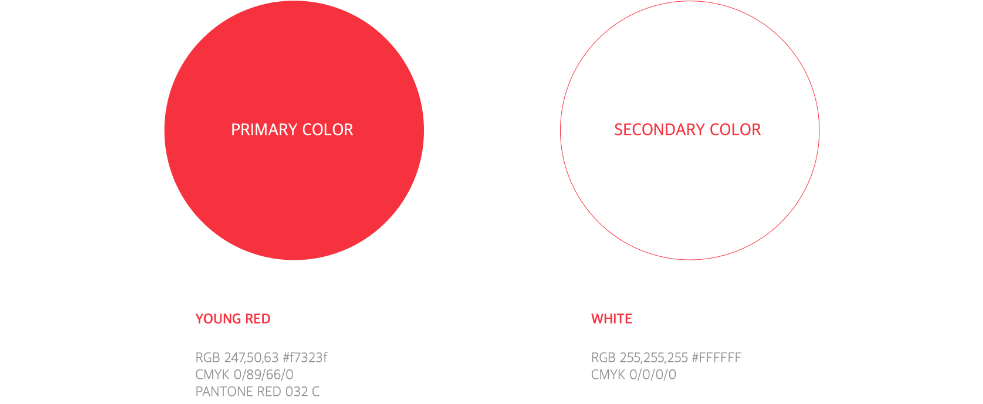 PRIMARY COLOR
SECONDARY COLOR
YOUNG RED
RGB 247,50,63 #f7323f
CMYK 0/89/66/0
PANTONE RED 032 C
WHITE
RGB 255,255,255 #FFFFFF
CMYK 0/0/0/0